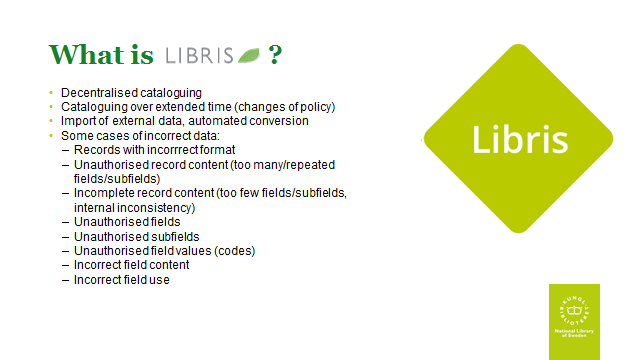 What is LIBRIS ?
• Decentralised cataloguing
• Cataloguing over extended time (changes of policy)
• Import of external data, automated conversion
• Some cases of incorrect data:
– Records with incorrrect format
– Unauthorised record content (too many/repeated
fields/subfields)
– Incomplete record content (too few fields/subfields,
internal inconsistency)
– Unauthorised fields
– Unauthorised subfields
– Unauthorised field values (codes)
– Incorrect field content
– Incorrect field use
Libris
KUNGL
BIBLIOTEKET
National Library
of Sweden